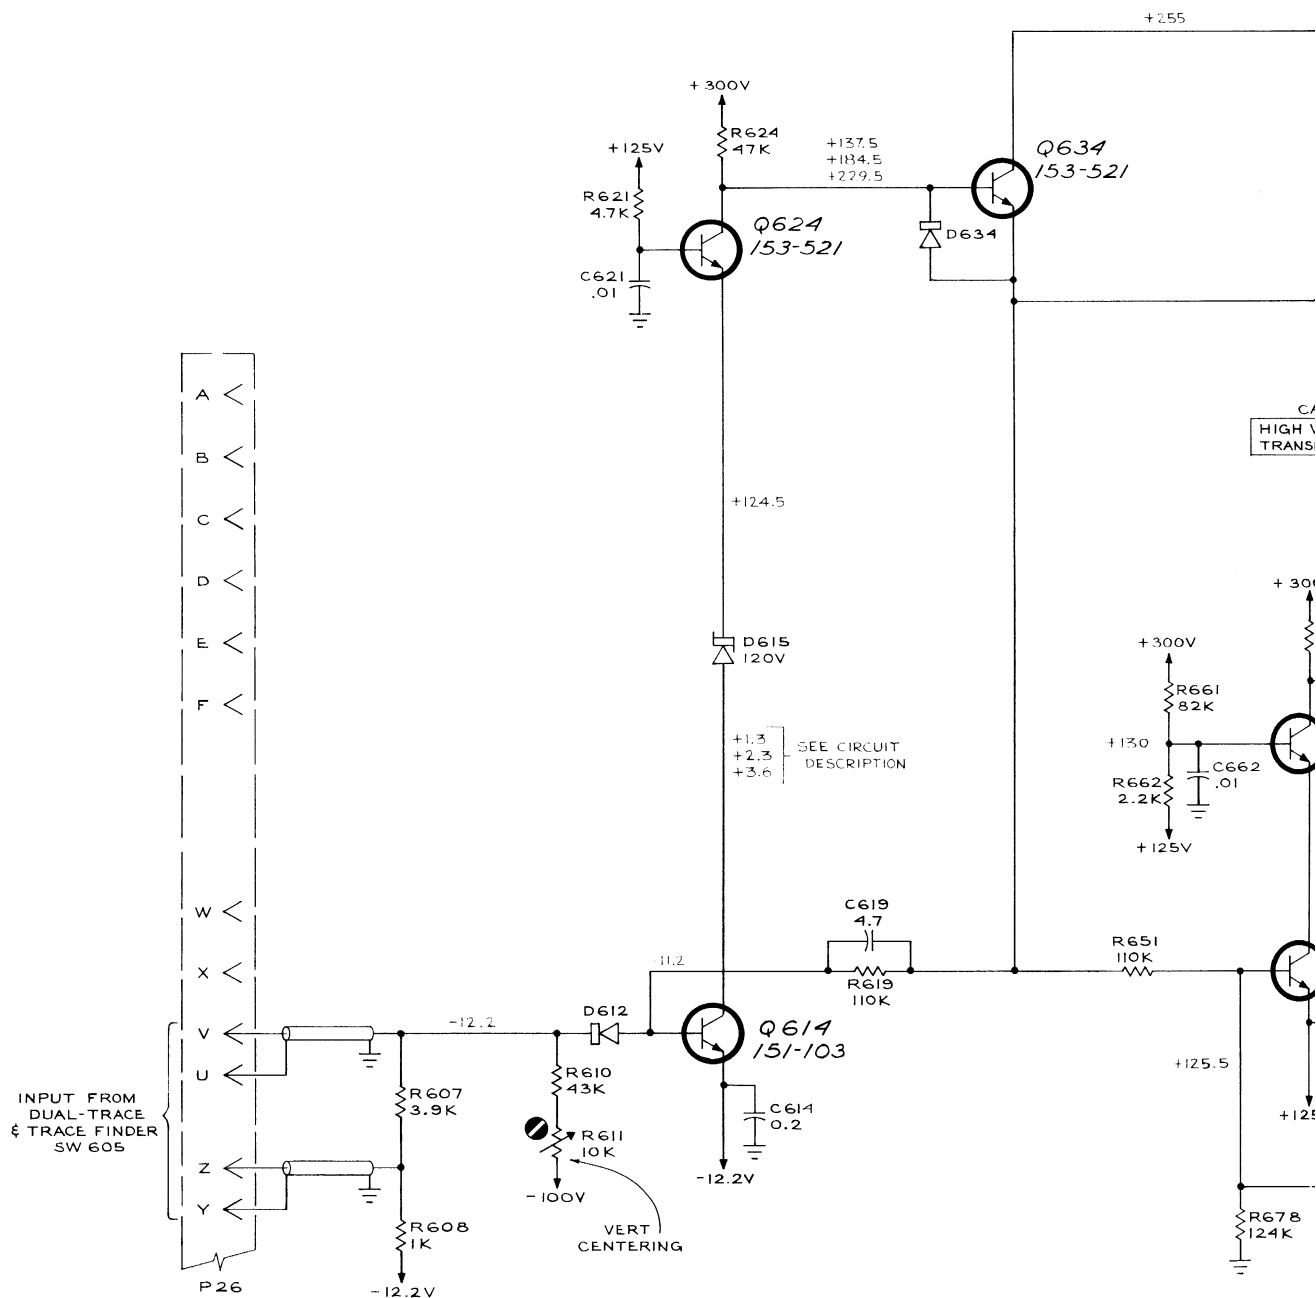 +255
+300V
R624
47K
+125V
+137.5
+184.5
+229.5
Q634
153-521
R621
4.7K
Q624
153-521
D634
C621
.01
A
B
C
D
E
F
W
X
V
U
Z
Y
P26
HIGH
+124.5
D615
120V
+1.3
+2.3
+3.6
SEE CIRCUIT
DESCRIPTION
+300V
R661
82K
+130
C662
.01
R662
2.2K
+125V
C619
4.7
R619
110K
-11.2
R651
110K
D612
-12.2
Q614
151-103
+125.5
INPUT FROM
DUAL-TRACE
& TRACE FINDER
SW 605
R607
3.9K
R610
43K
R611
10K
-100V
C614
0.2
-12.2V
R608
1K
-12.2V
VERT
CENTERING
R678
124K